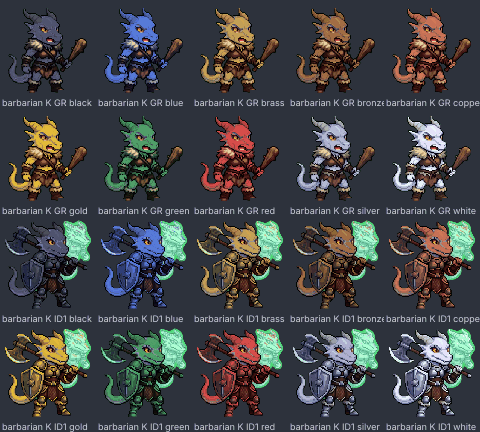 barbarian K GR black
barbarian K GR blue
barbarian K GR brass
barbarian K GR bronze
barbarian K GR coppe
barbarian K GR gold
barbarian K GR green
barbarian K GR red
barbarian K GR silver
barbarian K GR white
barbarian K ID1 black
barbarian K ID1 blue
barbarian K ID1 brass
barbarian K ID1 bronz
barbarian K ID1 coppe
barbarian K ID1 gold
barbarian K ID1 green
barbarian K ID1 red
barbarian K ID1 silver
barbarian K ID1 white